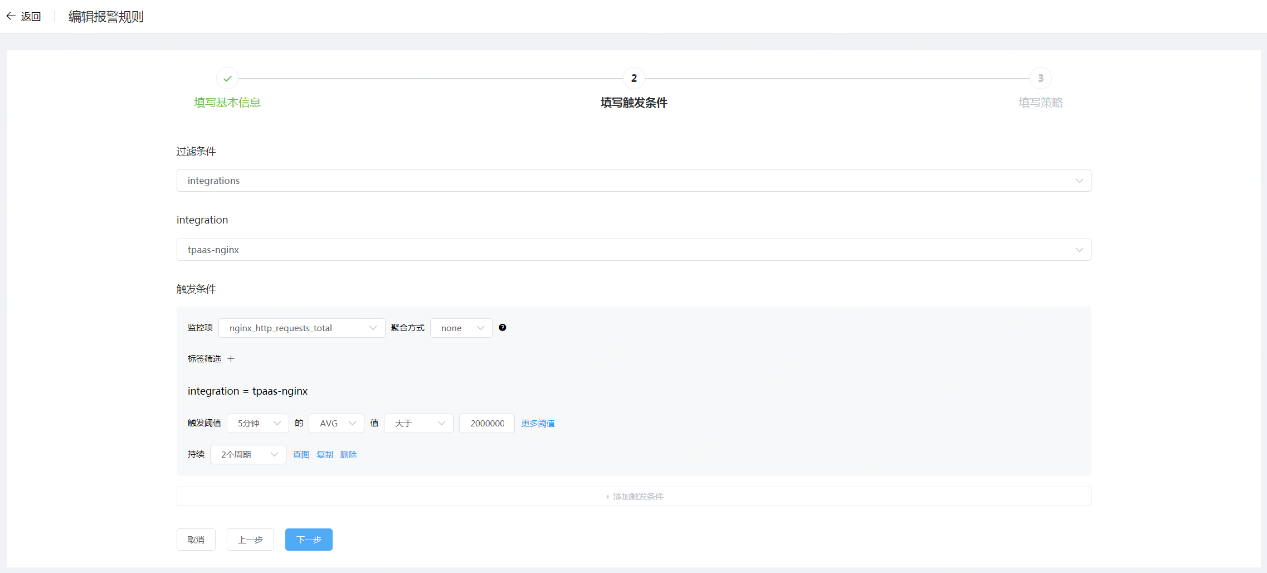 返回 编辑报警规则
2 3
填写基本信息 填写触发条件 填写策略
过滤条件
integrations
integration
tpaas-nginx
触发条件
监控项 nginx_http_requests_total 聚合方式 none ?
标签筛选 +
integration = tpaas-nginx
触发阈值 5分钟 的 AVG 值 大于 2000000 更多阈值
持续 2个周期 查图 复制 删除
+ 添加触发条件
取消 上一步 下一步